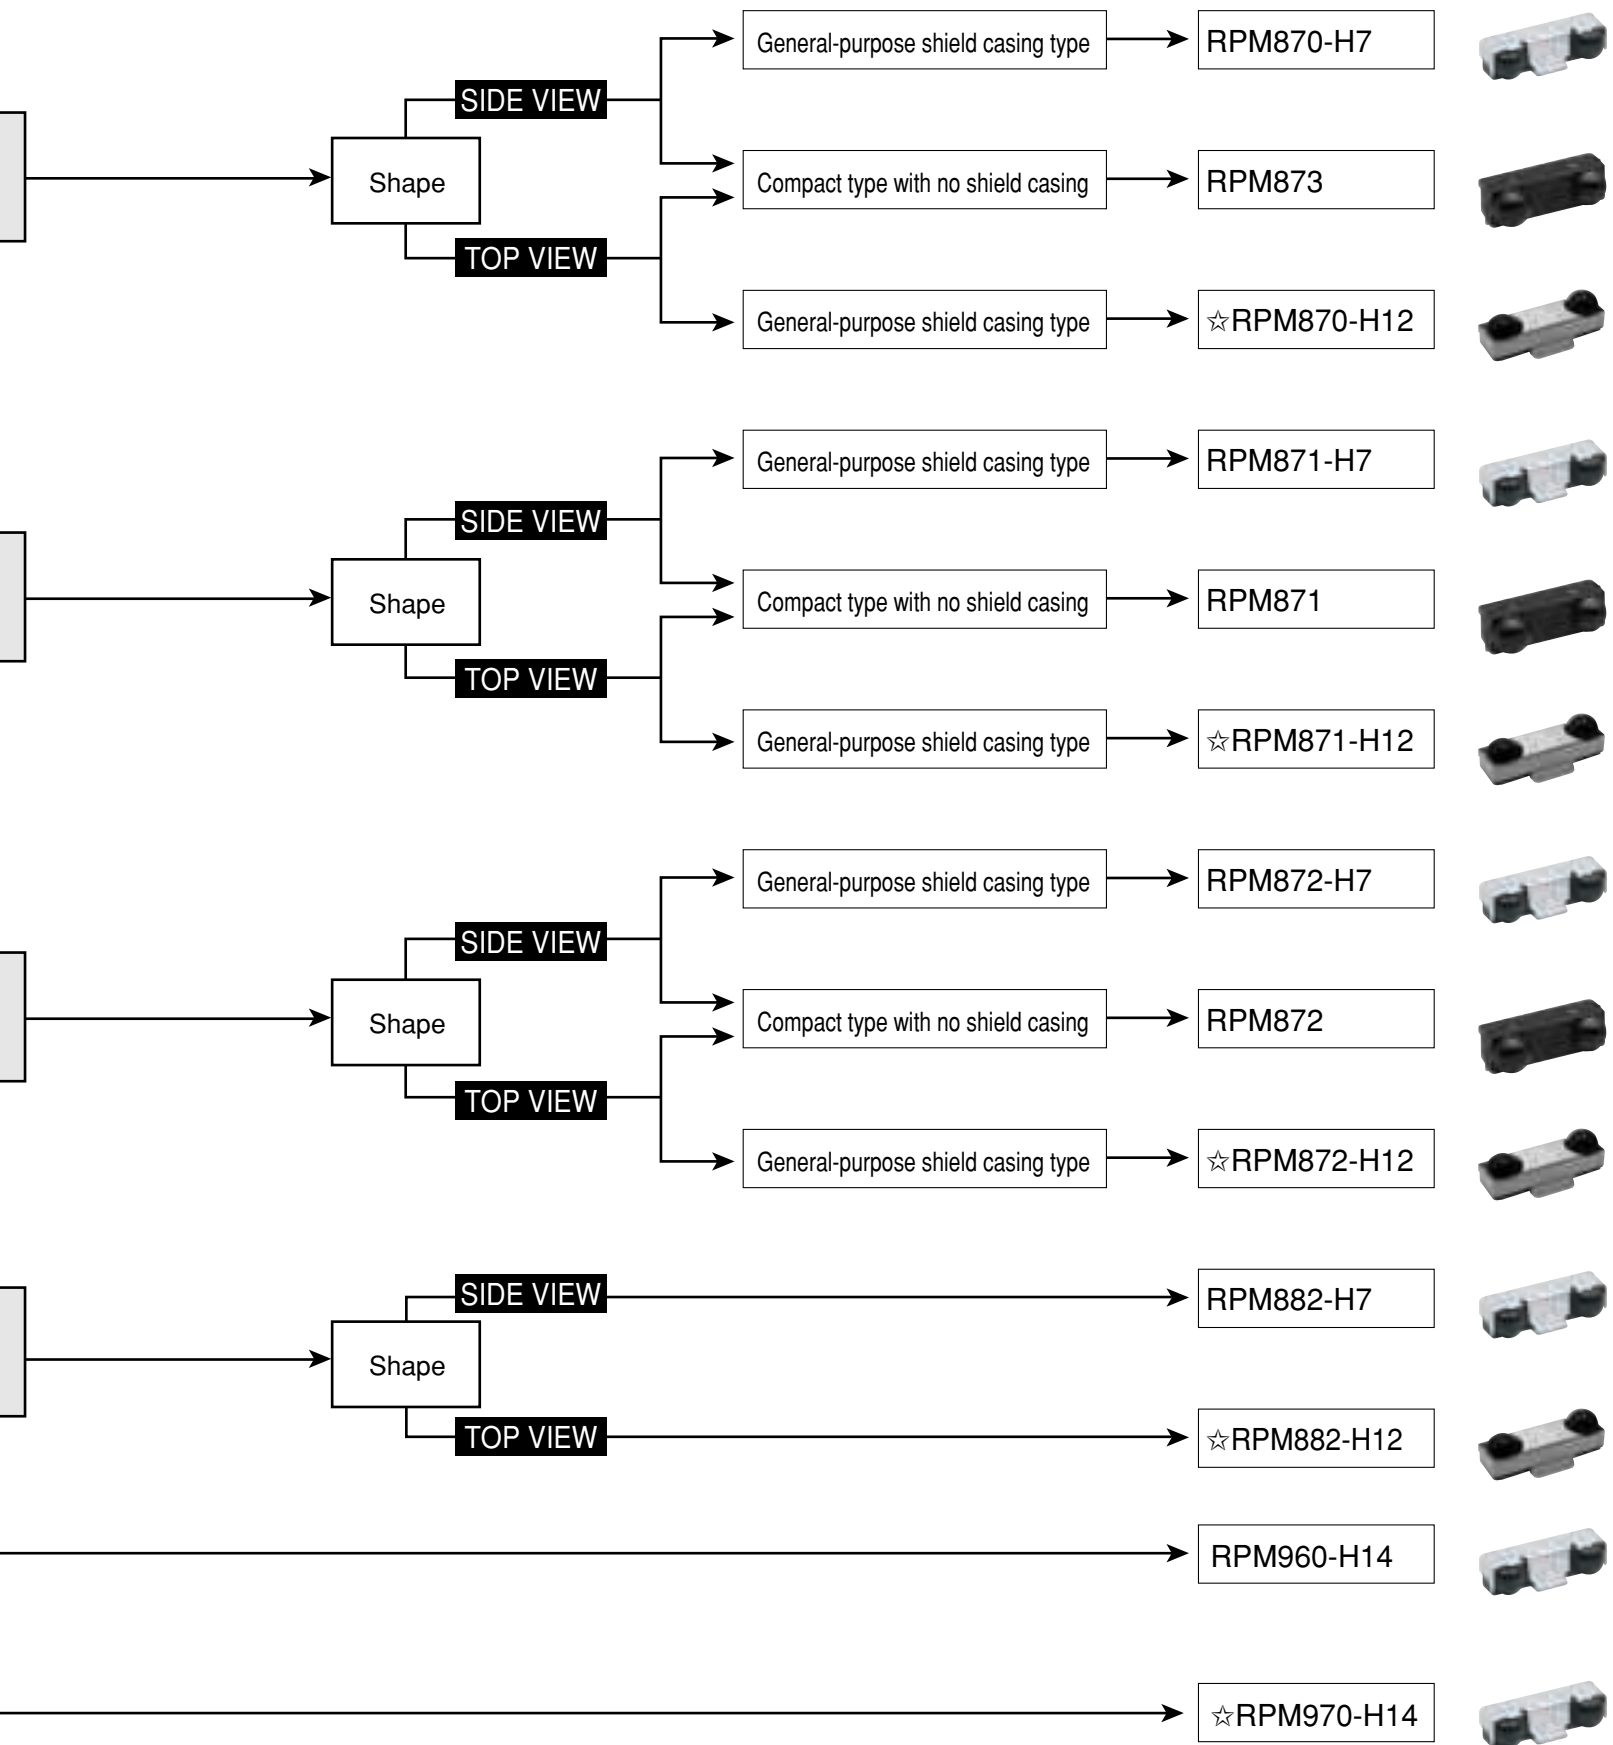 General-purpose shield casing type
RPM870-H7
SIDE VIEW
Shape
Compact type with no shield casing
RPM873
TOP VIEW
General-purpose shield casing type
☆RPM870-H12
General-purpose shield casing type
RPM871-H7
SIDE VIEW
Shape
Compact type with no shield casing
RPM871
TOP VIEW
General-purpose shield casing type
☆RPM871-H12
General-purpose shield casing type
RPM872-H7
SIDE VIEW
Shape
Compact type with no shield casing
RPM872
TOP VIEW
General-purpose shield casing type
☆RPM872-H12
SIDE VIEW
RPM882-H7
Shape
TOP VIEW
☆RPM882-H12
RPM960-H14
☆RPM970-H14